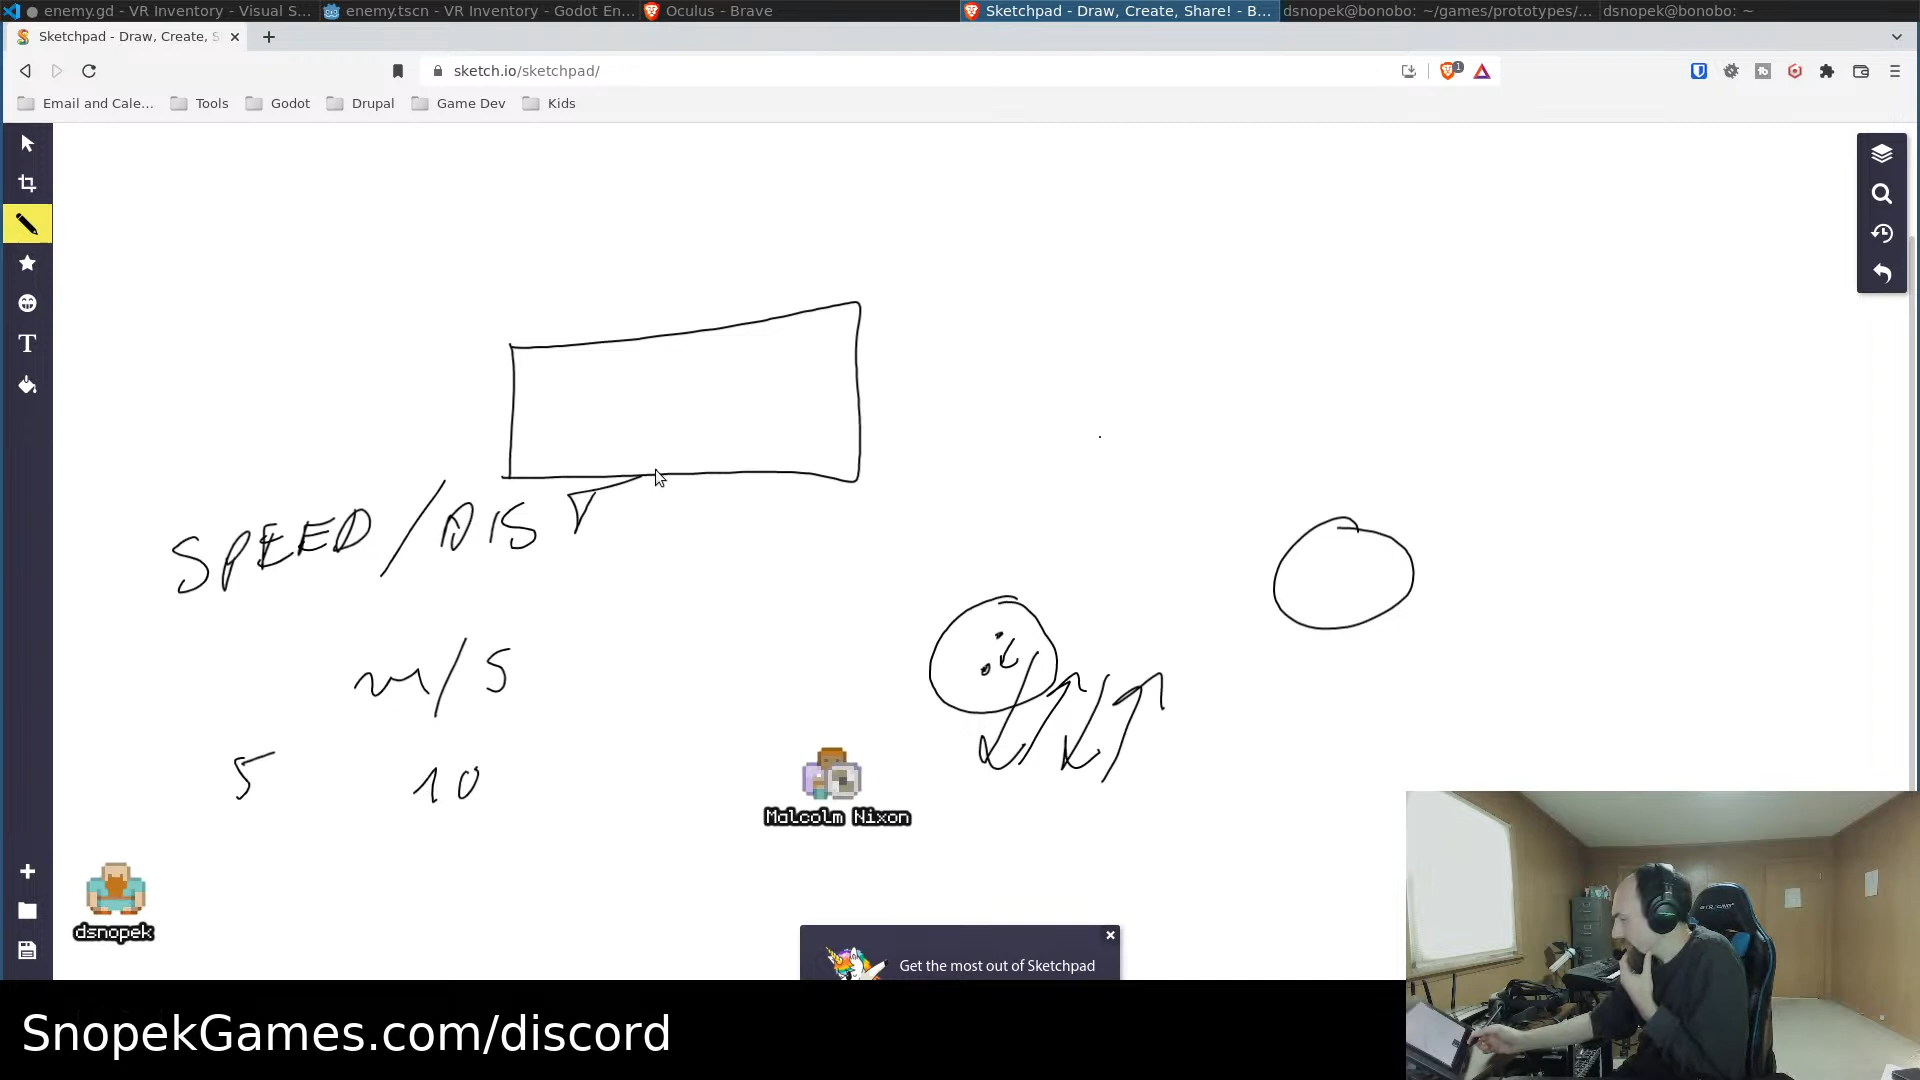 enemy.gd - VR Inventory - Visual S...
enemy.tscn - VR Inventory - Godot En...
Oculus - Brave
Sketchpad - Draw, Create, Share! - B...
dsnopek@bonobo: ~/games/prototypes/...
dsnopek@bonobo: ~
Sketchpad - Draw, Create, S
sketch.io/sketchpad/
1
Email and Cale...
Tools
Godot
Drupal
Game Dev
Kids
T
SPEED/DIST
m/s
5 10
Malcolm Nixon
dsnopek
Get the most out of Sketchpad
SnopekGames.com/discord